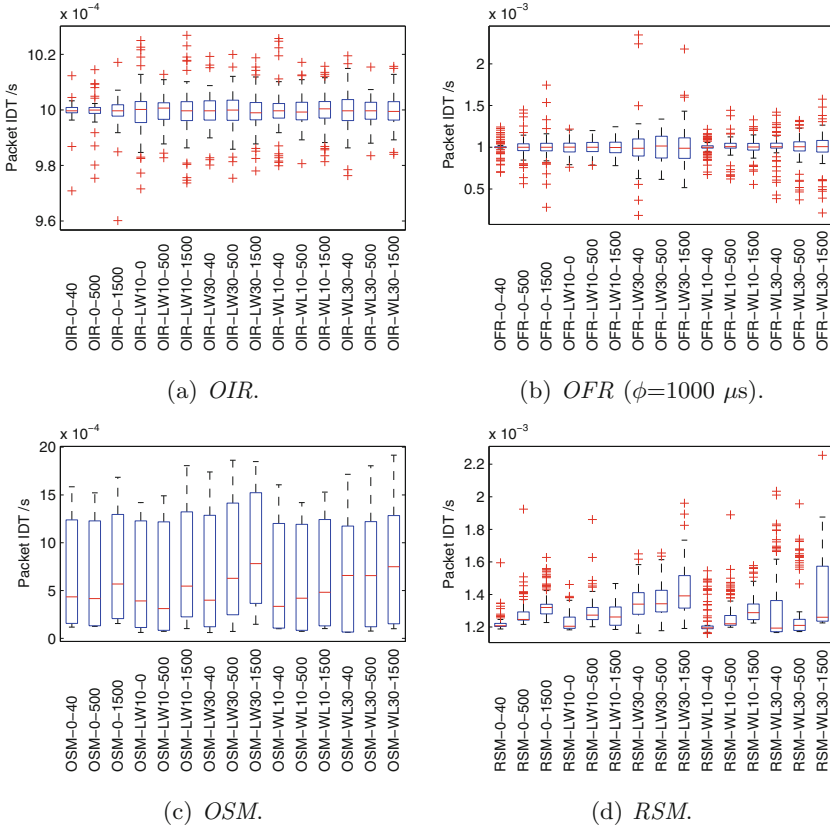 x 10⁻⁴
10.2
10
9.8
9.6
Packet IDT /s
OIR-0-40
OIR-0-500
OIR-0-1500
OIR-LW10-0
OIR-LW10-500
OIR-LW10-1500
OIR-LW30-40
OIR-LW30-500
OIR-LW30-1500
OIR-WL10-40
OIR-WL10-500
OIR-WL10-1500
OIR-WL30-40
OIR-WL30-500
OIR-WL30-1500
(a) OIR.
x 10⁻³
2
1.5
1
0.5
Packet IDT /s
OFR-0-40
OFR-0-500
OFR-0-1500
OFR-LW10-0
OFR-LW10-500
OFR-LW10-1500
OFR-LW30-40
OFR-LW30-500
OFR-LW30-1500
OFR-WL10-40
OFR-WL10-500
OFR-WL10-1500
OFR-WL30-40
OFR-WL30-500
OFR-WL30-1500
(b) OFR (ϕ=1000 μs).
x 10⁻⁴
20
15
10
5
0
Packet IDT /s
OSM-0-40
OSM-0-500
OSM-0-1500
OSM-LW10-0
OSM-LW10-500
OSM-LW10-1500
OSM-LW30-40
OSM-LW30-500
OSM-LW30-1500
OSM-WL10-40
OSM-WL10-500
OSM-WL10-1500
OSM-WL30-40
OSM-WL30-500
OSM-WL30-1500
(c) OSM.
x 10⁻³
2.2
2
1.8
1.6
1.4
1.2
Packet IDT /s
RSM-0-40
RSM-0-500
RSM-0-1500
RSM-LW10-0
RSM-LW10-500
RSM-LW10-1500
RSM-LW30-40
RSM-LW30-500
RSM-LW30-1500
RSM-WL10-40
RSM-WL10-500
RSM-WL10-1500
RSM-WL30-40
RSM-WL30-500
RSM-WL30-1500
(d) RSM.